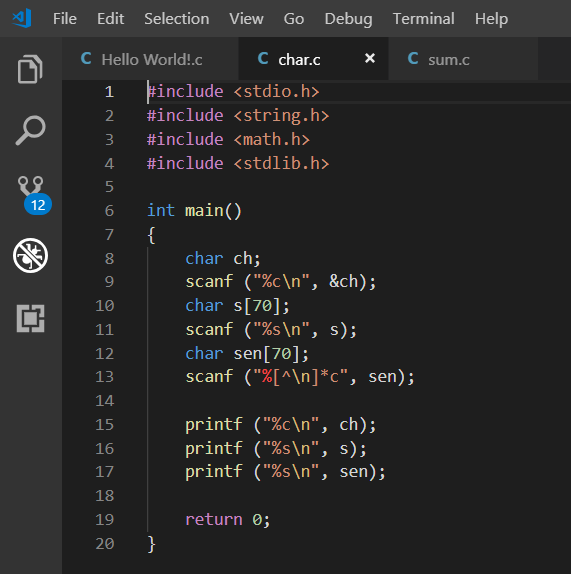 File Edit Selection View Go Debug Terminal Help
C Hello World!.c C char.c × C sum.c
1 #include <stdio.h>
2 #include <string.h>
3 #include <math.h>
4 #include <stdlib.h>
5
6 int main()
7 {
8 char ch;
9 scanf ("%c\n", &ch);
10 char s[70];
11 scanf ("%s\n", s);
12 char sen[70];
13 scanf ("%[^\n]*c", sen);
14
15 printf ("%c\n", ch);
16 printf ("%s\n", s);
17 printf ("%s\n", sen);
18
19 return 0;
20 }
12